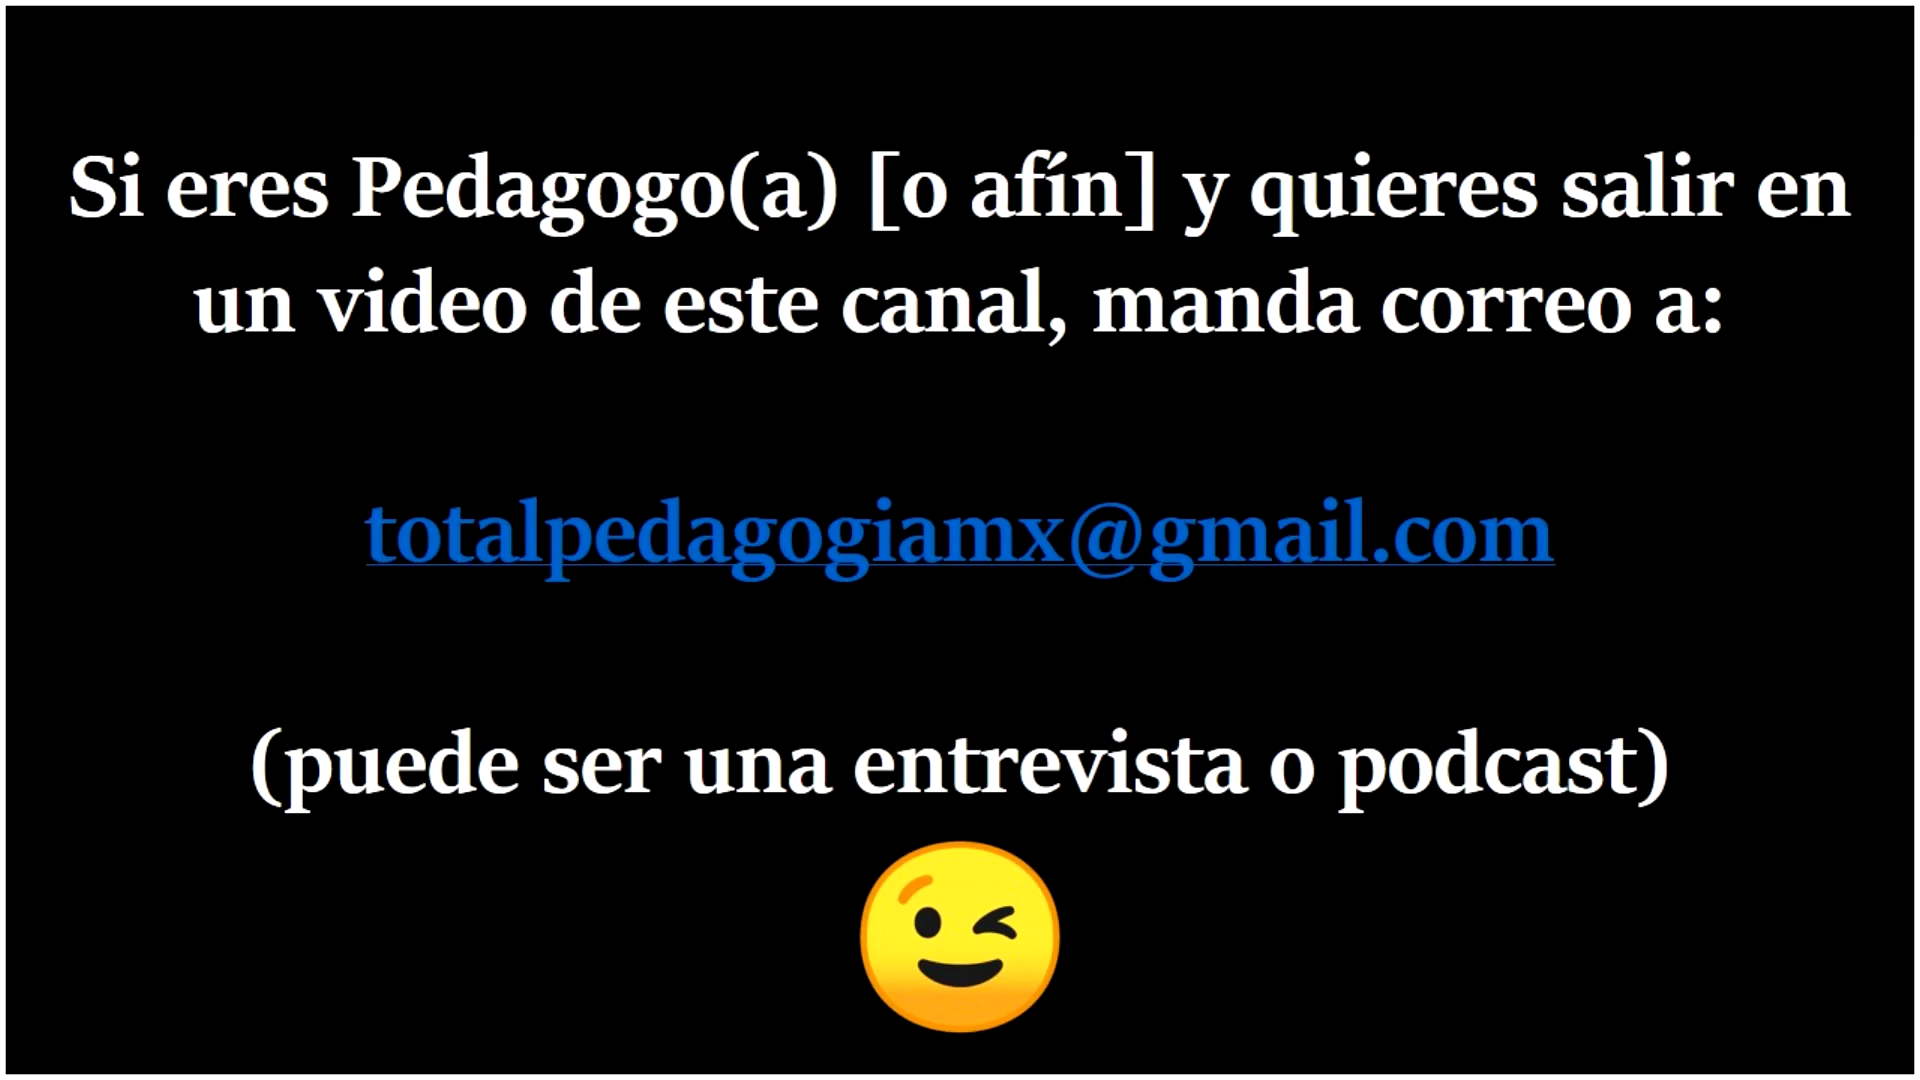 Si eres Pedagogo(a) [o afín] y quieres salir en
un video de este canal, manda correo a:
totalpedagogiamx@gmail.com
(puede ser una entrevista o podcast)